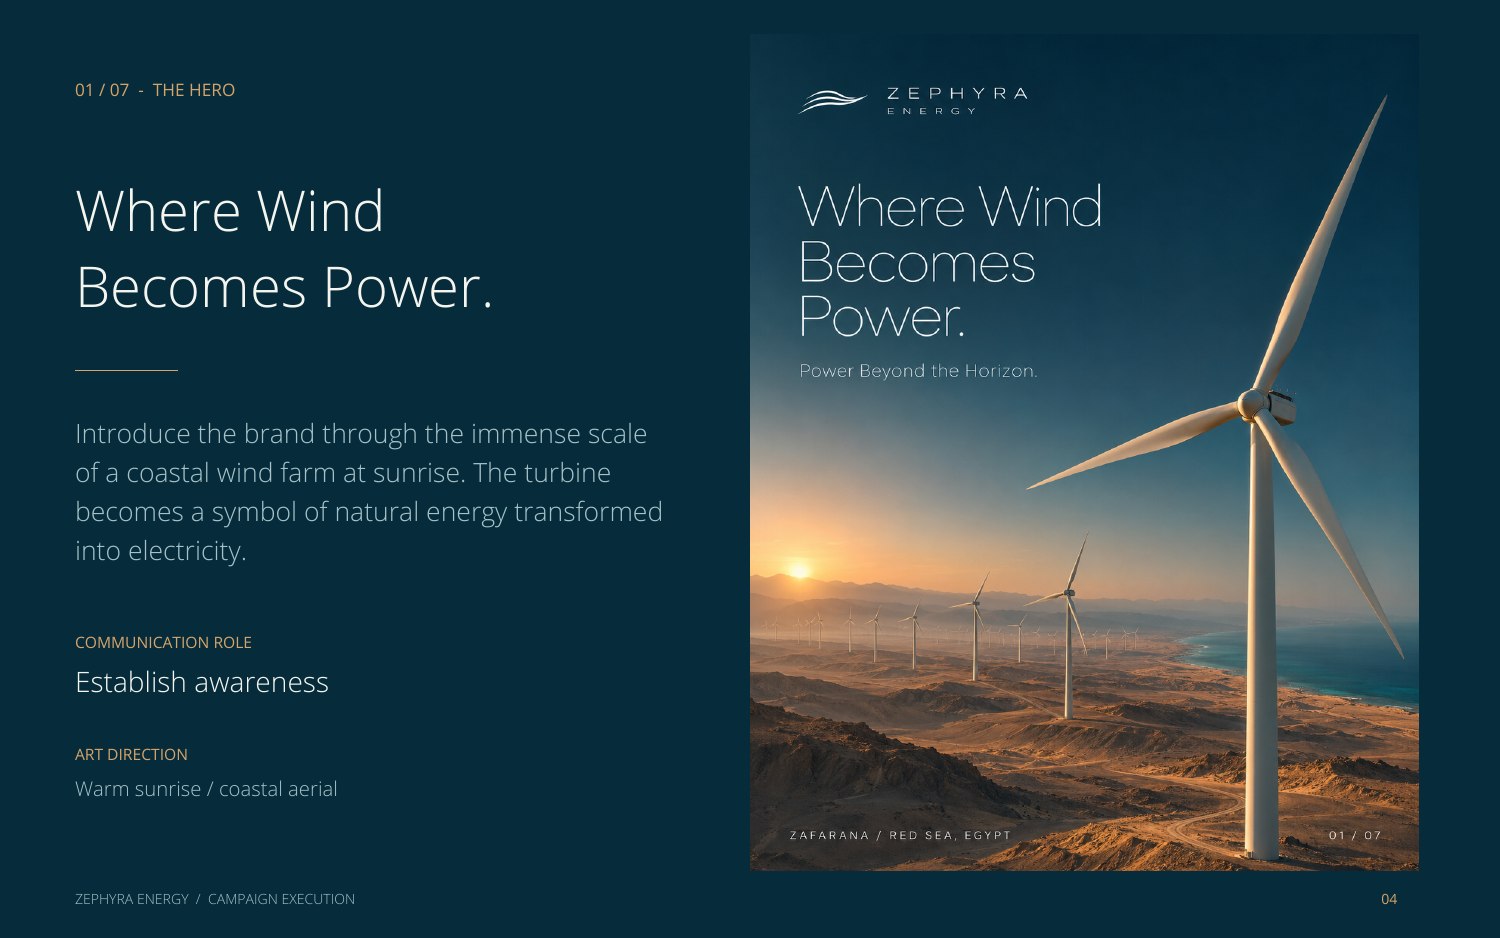 01 / 07 - THE HERO
Where Wind
Becomes Power.
Introduce the brand through the immense scale
of a coastal wind farm at sunrise. The turbine
becomes a symbol of natural energy transformed
into electricity.
COMMUNICATION ROLE
Establish awareness
ART DIRECTION
Warm sunrise / coastal aerial
ZEPHYRA ENERGY / CAMPAIGN EXECUTION
ZEPHYRA
ENERGY
Where Wind
Becomes
Power.
Power Beyond the Horizon.
ZAFARANA / RED SEA, EGYPT
01 / 07
04